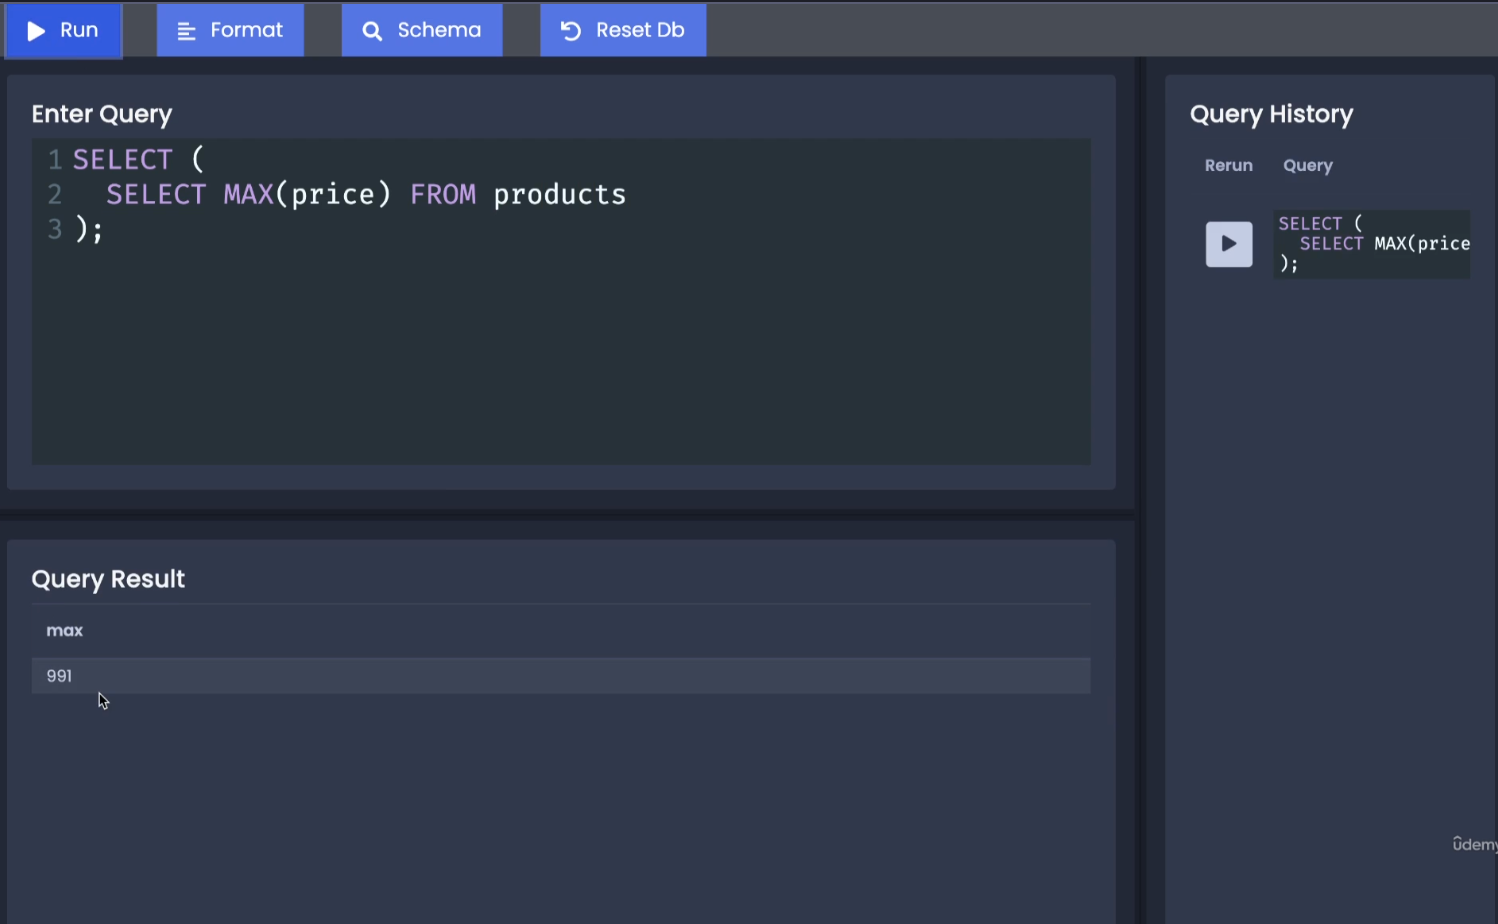 Run
Format
Schema
Reset Db
Enter Query
1 SELECT (
2   SELECT MAX(price) FROM products
3 );
Query History
Rerun Query
SELECT (
  SELECT MAX(price
);
Query Result
max
991
ûdemy